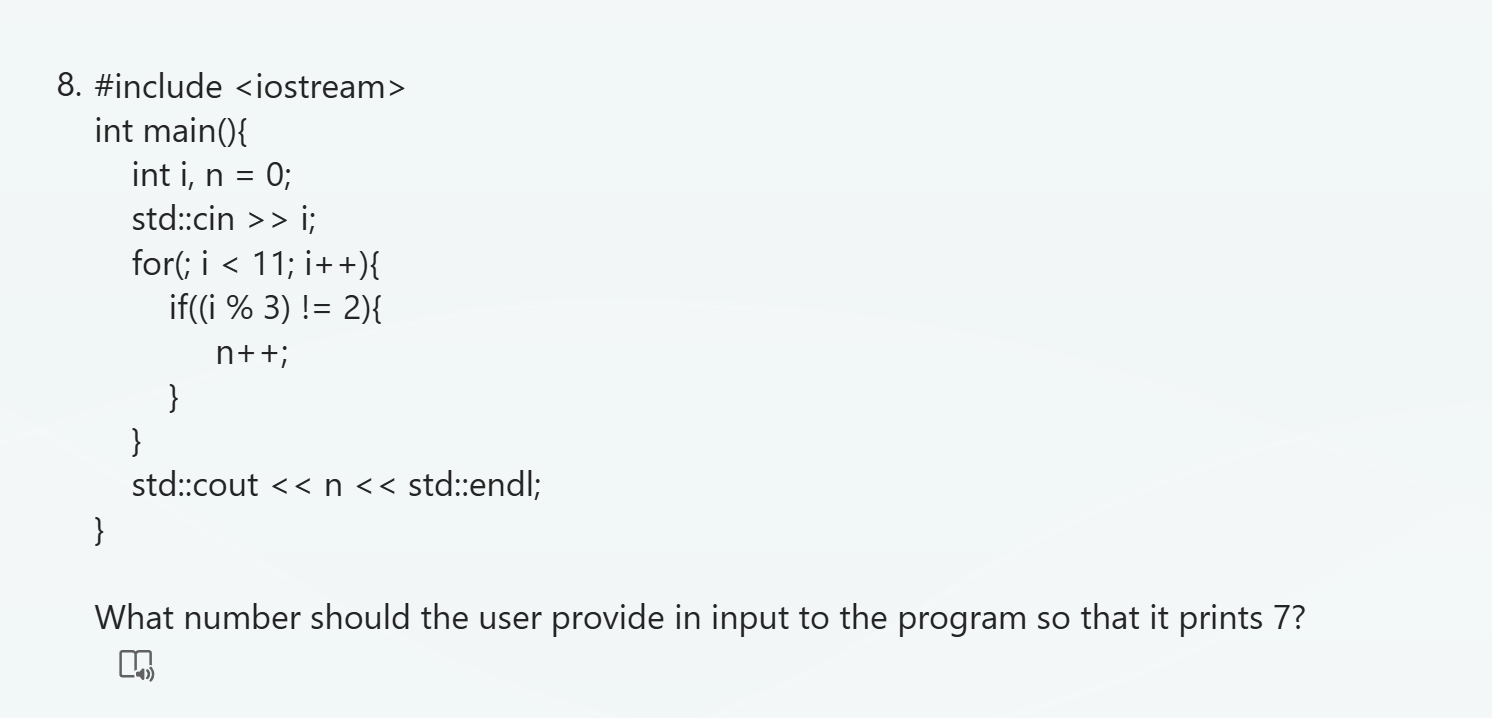 8. #include <iostream>
int main(){
int i, n = 0;
std::cin >> i;
for(; i < 11; i++){
if((i % 3) != 2){
n++;
}
}
std::cout << n << std::endl;
}
What number should the user provide in input to the program so that it prints 7?